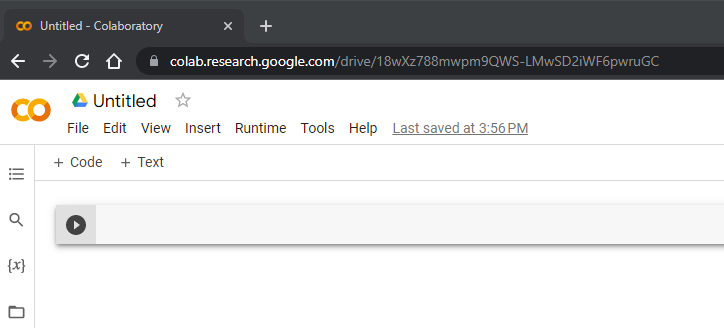 Untitled - Colaboratory
colab.research.google.com/drive/18wXz788mwpm9QWS-LMwSD2iWF6pwruGC
Untitled
File Edit View Insert Runtime Tools Help Last saved at 3:56 PM
+ Code + Text
{x}